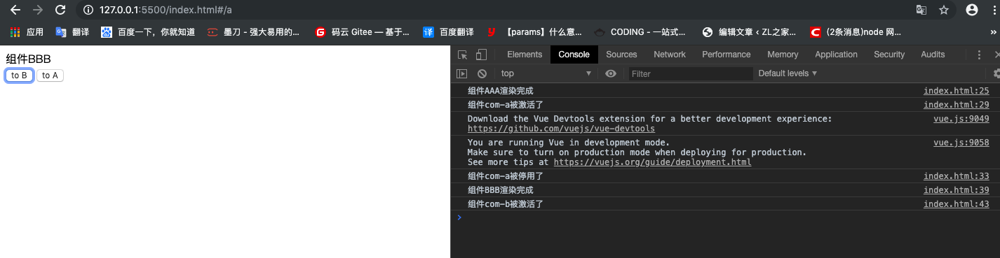 127.0.0.1:5500/index.html#/a
应用 翻译 百度一下，你就知道 墨刀 - 强大易用的... 码云 Gitee — 基于... 百度翻译 【params】什么意... CODING - 一站式... 编辑文章 ‹ ZL之家... (2条消息)node 网... »
组件BBB
to B to A
Elements Console Sources Network Performance Memory Application Security Audits
top Filter Default levels ▼
组件AAA渲染完成 index.html:25
组件com-a被激活了 index.html:29
Download the Vue Devtools extension for a better development experience: vue.js:9049
https://github.com/vuejs/vue-devtools
You are running Vue in development mode. vue.js:9058
Make sure to turn on production mode when deploying for production.
See more tips at https://vuejs.org/guide/deployment.html
组件com-a被停用了 index.html:33
组件BBB渲染完成 index.html:39
组件com-b被激活了 index.html:43